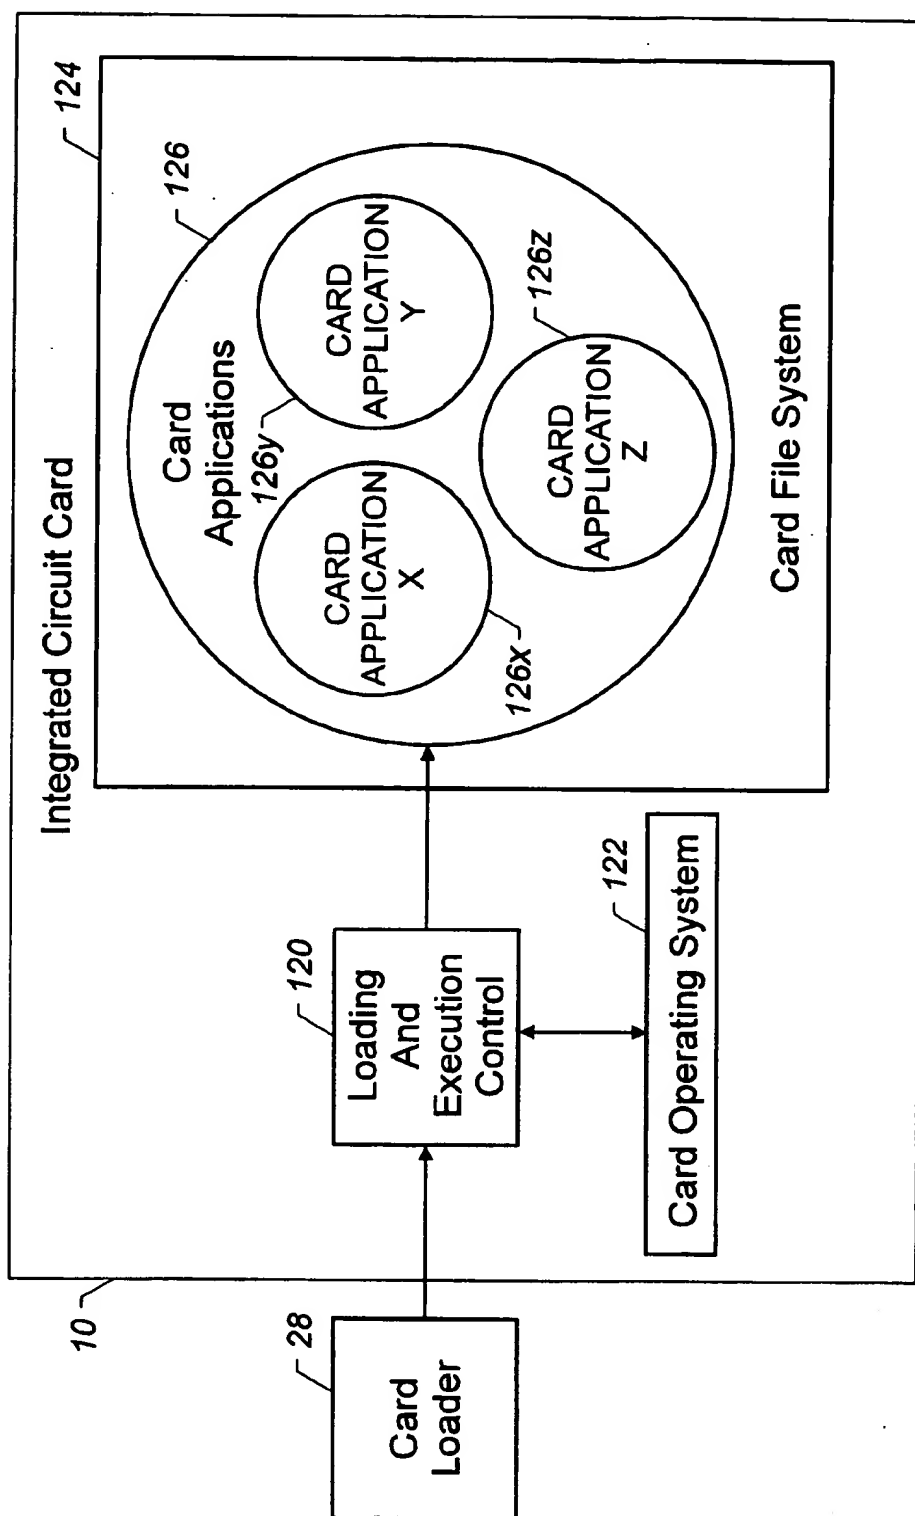 Integrated Circuit Card
10
124
126
Card
Applications
126y
CARD
APPLICATION
X
126x
CARD
APPLICATION
Y
CARD
APPLICATION
Z
126z
Card File System
28
Card
Loader
120
Loading
And
Execution
Control
122
Card Operating System